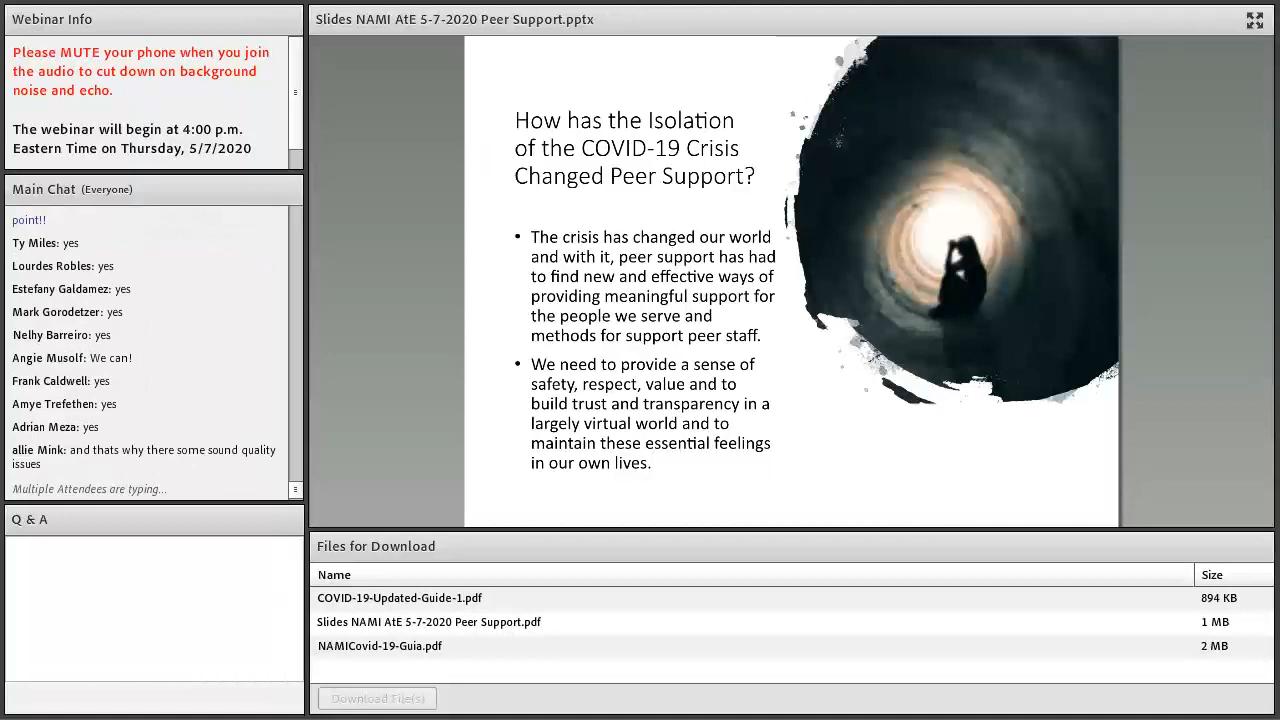 Webinar Info
Please MUTE your phone when you join
the audio to cut down on background
noise and echo.
The webinar will begin at 4:00 p.m.
Eastern Time on Thursday, 5/7/2020
Main Chat (Everyone)
point!!
Ty Miles: yes
Lourdes Robles: yes
Estefany Galdamez: yes
Mark Gorodetzer: yes
Nelhy Barreiro: yes
Angie Musolf: We can!
Frank Caldwell: yes
Amye Trefethen: yes
Adrian Meza: yes
allie Mink: and thats why there some sound quality
issues
Multiple Attendees are typing...
Q & A
Slides NAMI AtE 5-7-2020 Peer Support.pptx
How has the Isolation
of the COVID-19 Crisis
Changed Peer Support?
• The crisis has changed our world
and with it, peer support has had
to find new and effective ways of
providing meaningful support for
the people we serve and
methods for support peer staff.
• We need to provide a sense of
safety, respect, value and to
build trust and transparency in a
largely virtual world and to
maintain these essential feelings
in our own lives.
Files for Download
Name Size
COVID-19-Updated-Guide-1.pdf 894 KB
Slides NAMI AtE 5-7-2020 Peer Support.pdf 1 MB
NAMICovid-19-Guia.pdf 2 MB
Download File(s)